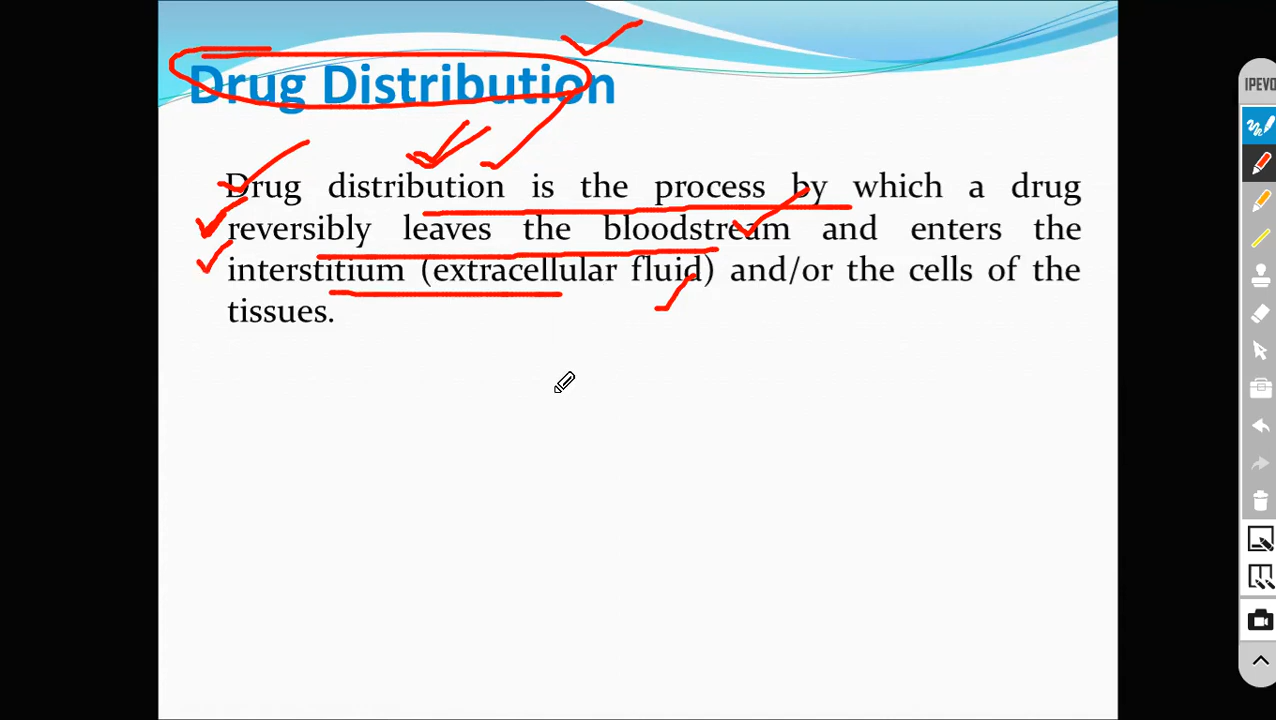 Drug Distribution
Drug distribution is the process by which a drug
reversibly leaves the bloodstream and enters the
interstitium (extracellular fluid) and/or the cells of the
tissues.
IPEVO